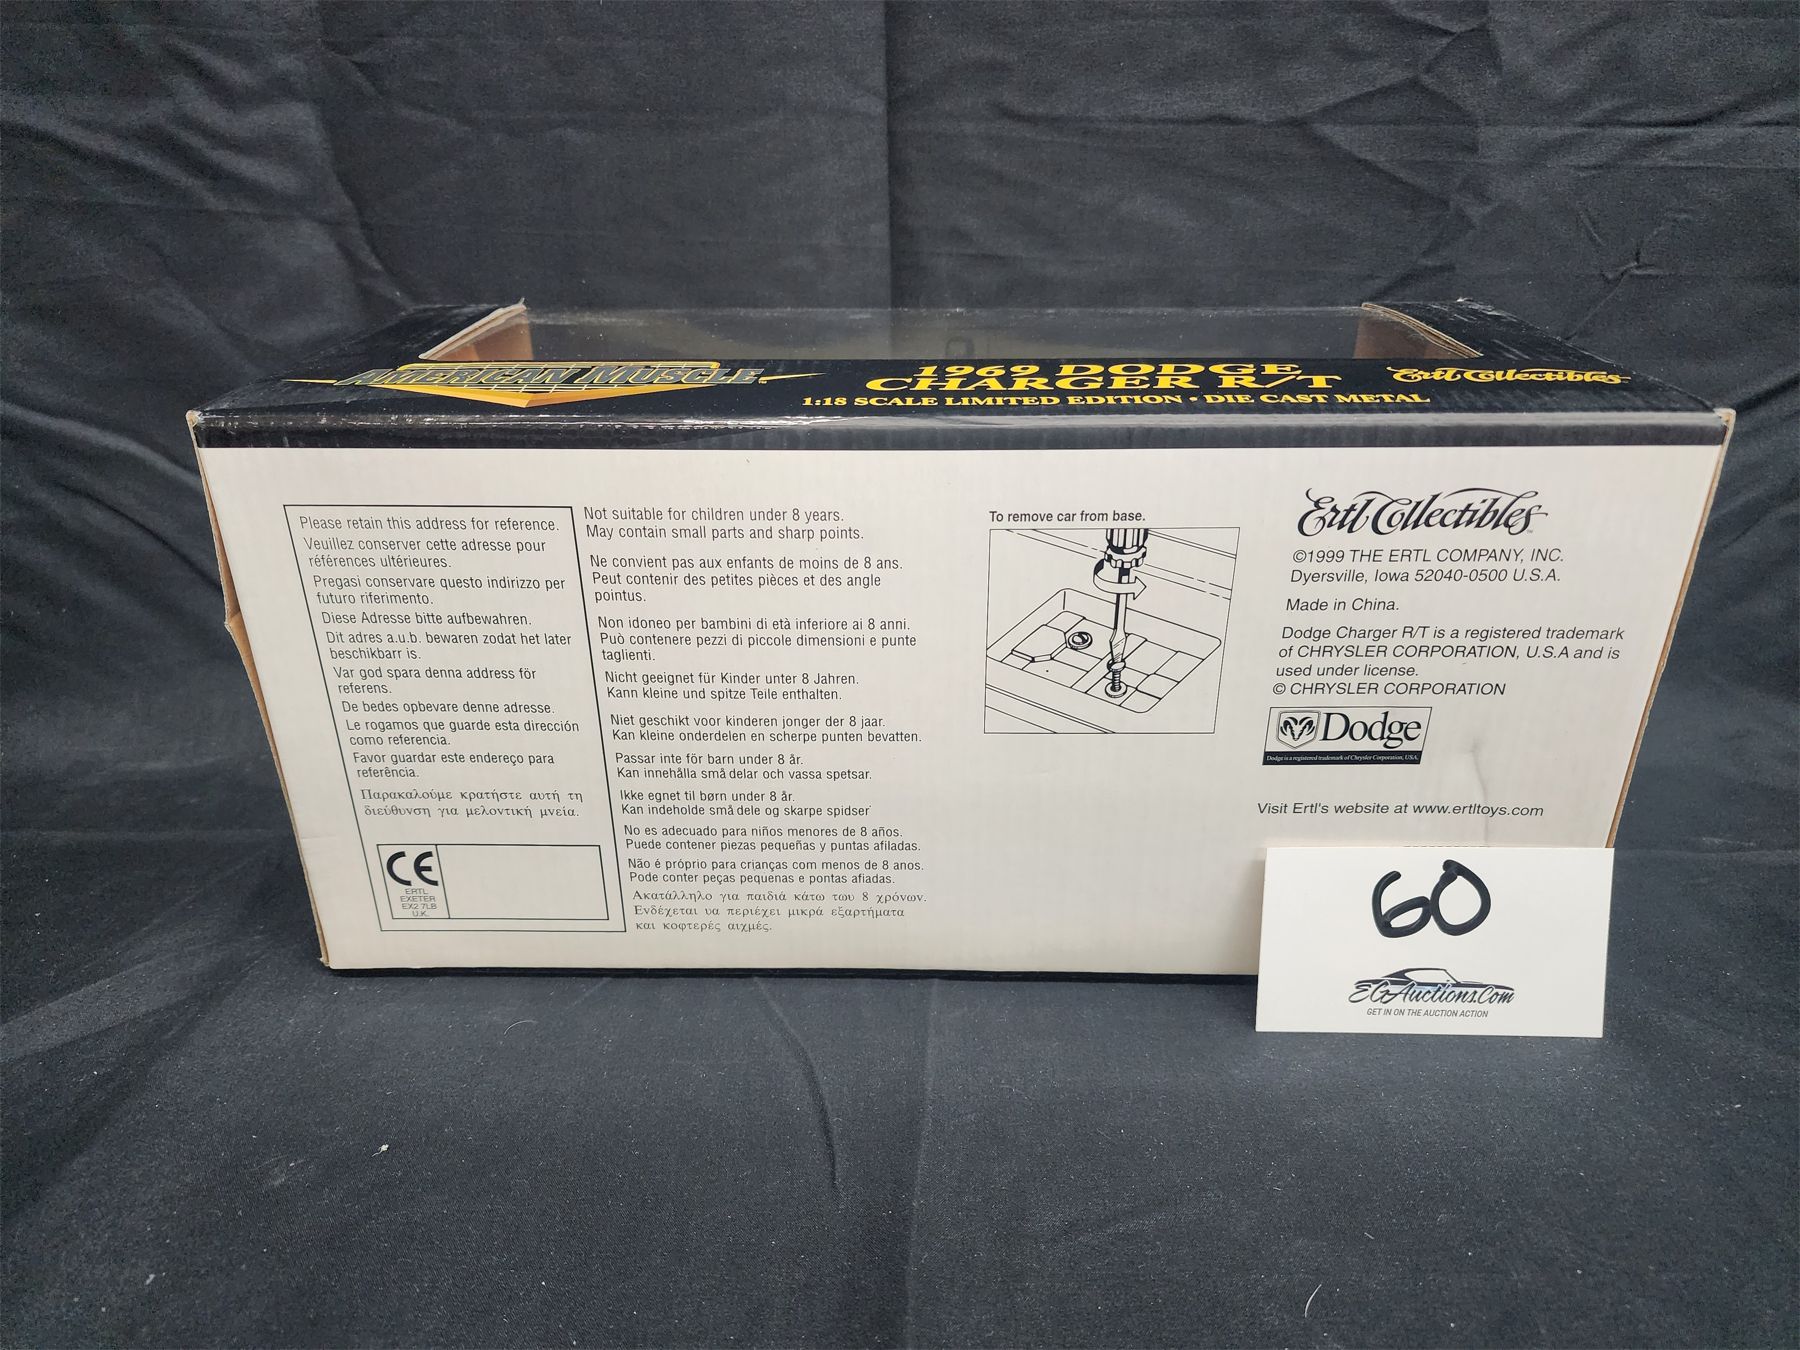 AMERICAN MUSCLE
1969 DODGE
CHARGER R/T
1:18 SCALE LIMITED EDITION • DIE CAST METAL
Ertl Collectibles
Please retain this address for reference.
Veuillez conserver cette adresse pour
références ultérieures.
Pregasi conservare questo indirizzo per
futuro riferimento.
Diese Adresse bitte aufbewahren.
Dit adres a.u.b. bewaren zodat het later
beschikbarr is.
Var god spara denna address för
referens.
De bedes opbevare denne adresse.
Le rogamos que guarde esta dirección
como referencia.
Favor guardar este endereço para
referência.
Παρακαλούμε κρατήστε αυτή τη
διεύθυνση για μελοντική μνεία.
CE
ERTL
EXETER
EX2 7LB
U.K.
Not suitable for children under 8 years.
May contain small parts and sharp points.
Ne convient pas aux enfants de moins de 8 ans.
Peut contenir des petites pièces et des angle
pointus.
Non idoneo per bambini di età inferiore ai 8 anni.
Può contenere pezzi di piccole dimensioni e punte
taglienti.
Nicht geeignet für Kinder unter 8 Jahren.
Kann kleine und spitze Teile enthalten.
Niet geschikt voor kinderen jonger der 8 jaar.
Kan kleine onderdelen en scherpe punten bevatten.
Passar inte för barn under 8 år.
Kan innehålla små delar och vassa spetsar.
Ikke egnet til børn under 8 år.
Kan indeholde små dele og skarpe spidser
No es adecuado para niños menores de 8 años.
Puede contener piezas pequeñas y puntas afiladas.
Não é próprio para crianças com menos de 8 anos.
Pode conter peças pequenas e pontas afiadas.
Ακατάλληλο για παιδιά κάτω του 8 χρόνων.
Ενδέχεται να περιέχει μικρά εξαρτήματα
και κοφτερές αιχμές.
To remove car from base.
Ertl Collectibles
©1999 THE ERTL COMPANY, INC.
Dyersville, Iowa 52040-0500 U.S.A.
Made in China.
Dodge Charger R/T is a registered trademark
of CHRYSLER CORPORATION, U.S.A and is
used under license.
© CHRYSLER CORPORATION
Dodge
Dodge is a registered trademark of Chrysler Corporation, USA.
Visit Ertl's website at www.ertltoys.com
60
EGAuctions.Com
GET IN ON THE AUCTION ACTION